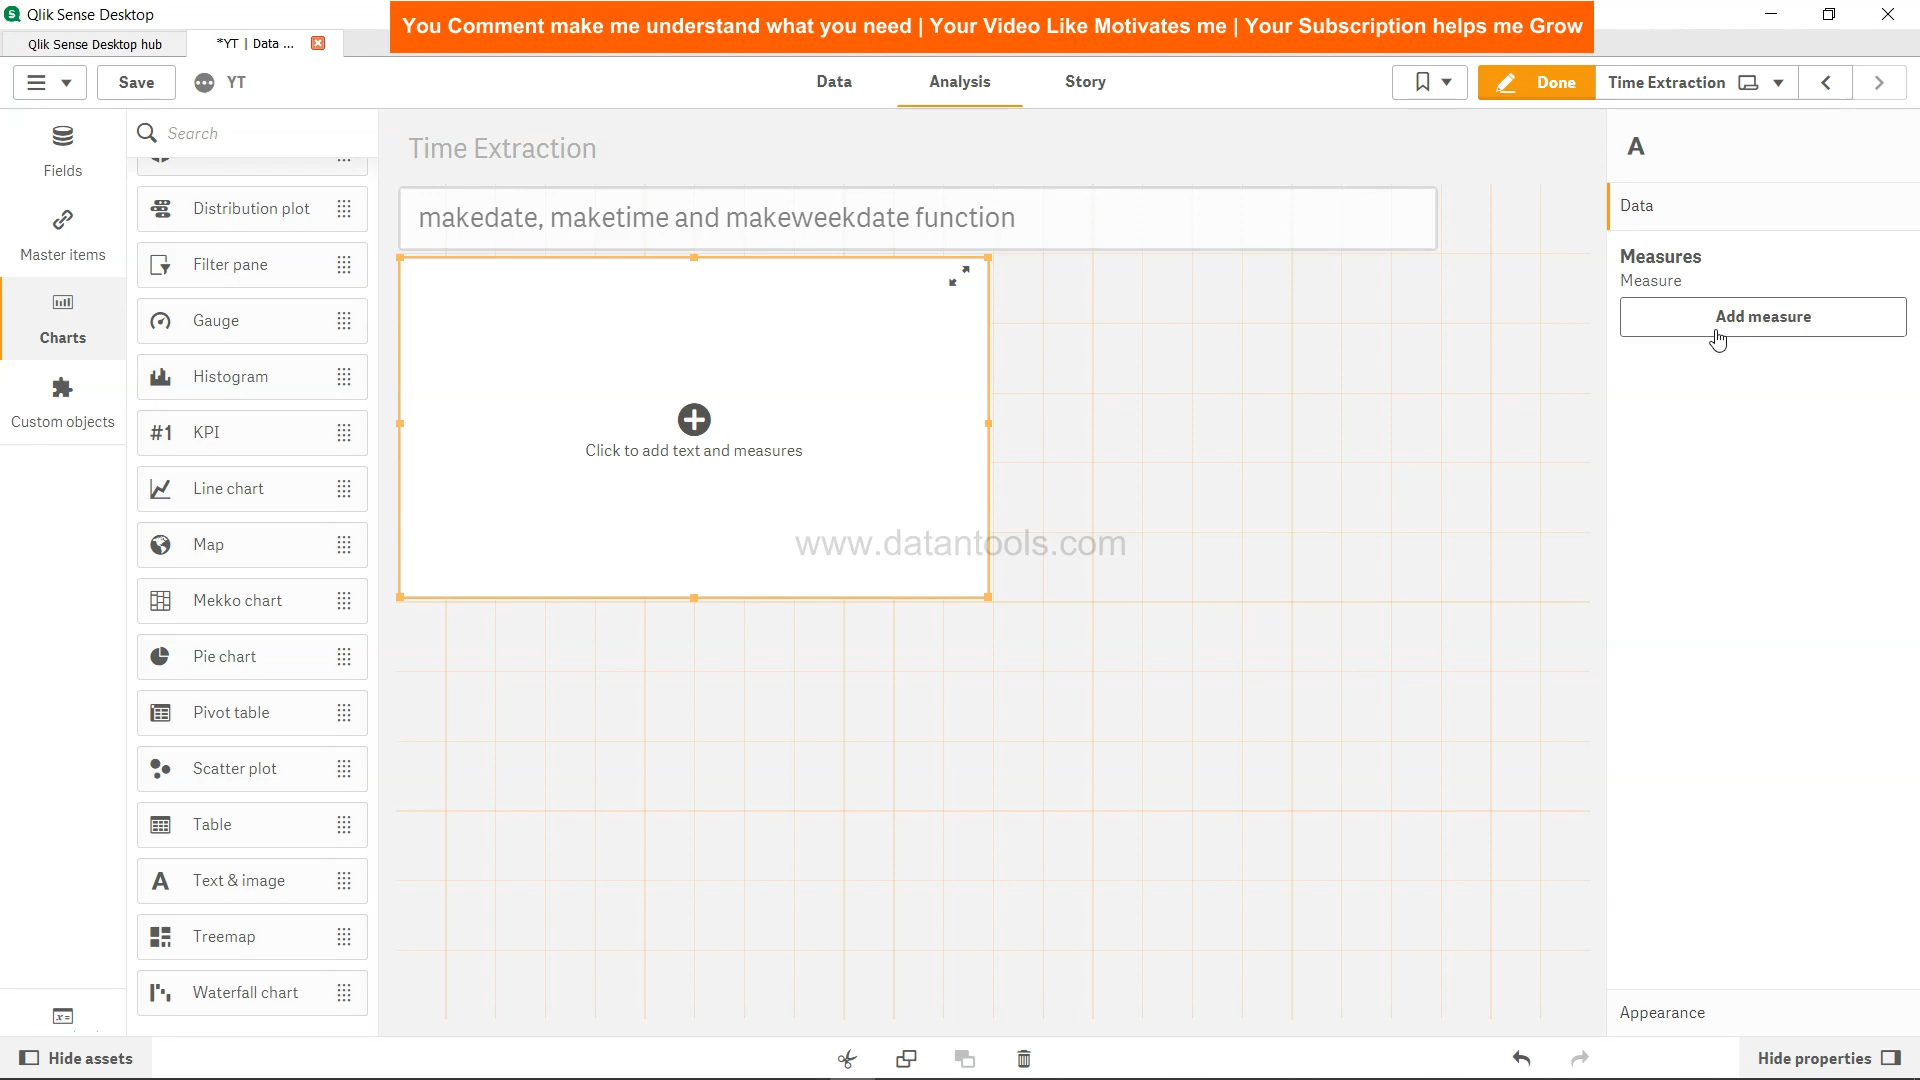 Qlik Sense Desktop
You Comment make me understand what you need | Your Video Like Motivates me | Your Subscription helps me Grow
Qlik Sense Desktop hub
*YT | Data ...
Save
YT
Data
Analysis
Story
Done
Time Extraction
Fields
Master items
Charts
Custom objects
Search
Distribution plot
Filter pane
Gauge
Histogram
#1 KPI
Line chart
Map
Mekko chart
Pie chart
Pivot table
Scatter plot
Table
A Text & image
Treemap
Waterfall chart
Time Extraction
makedate, maketime and makeweekdate function
Click to add text and measures
www.datantools.com
A
Data
Measures
Measure
Add measure
Appearance
Hide assets
Hide properties